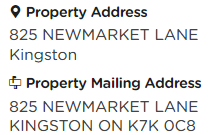 Property Address
825 NEWMARKET LANE
Kingston
Property Mailing Address
825 NEWMARKET LANE
KINGSTON ON K7K 0C8